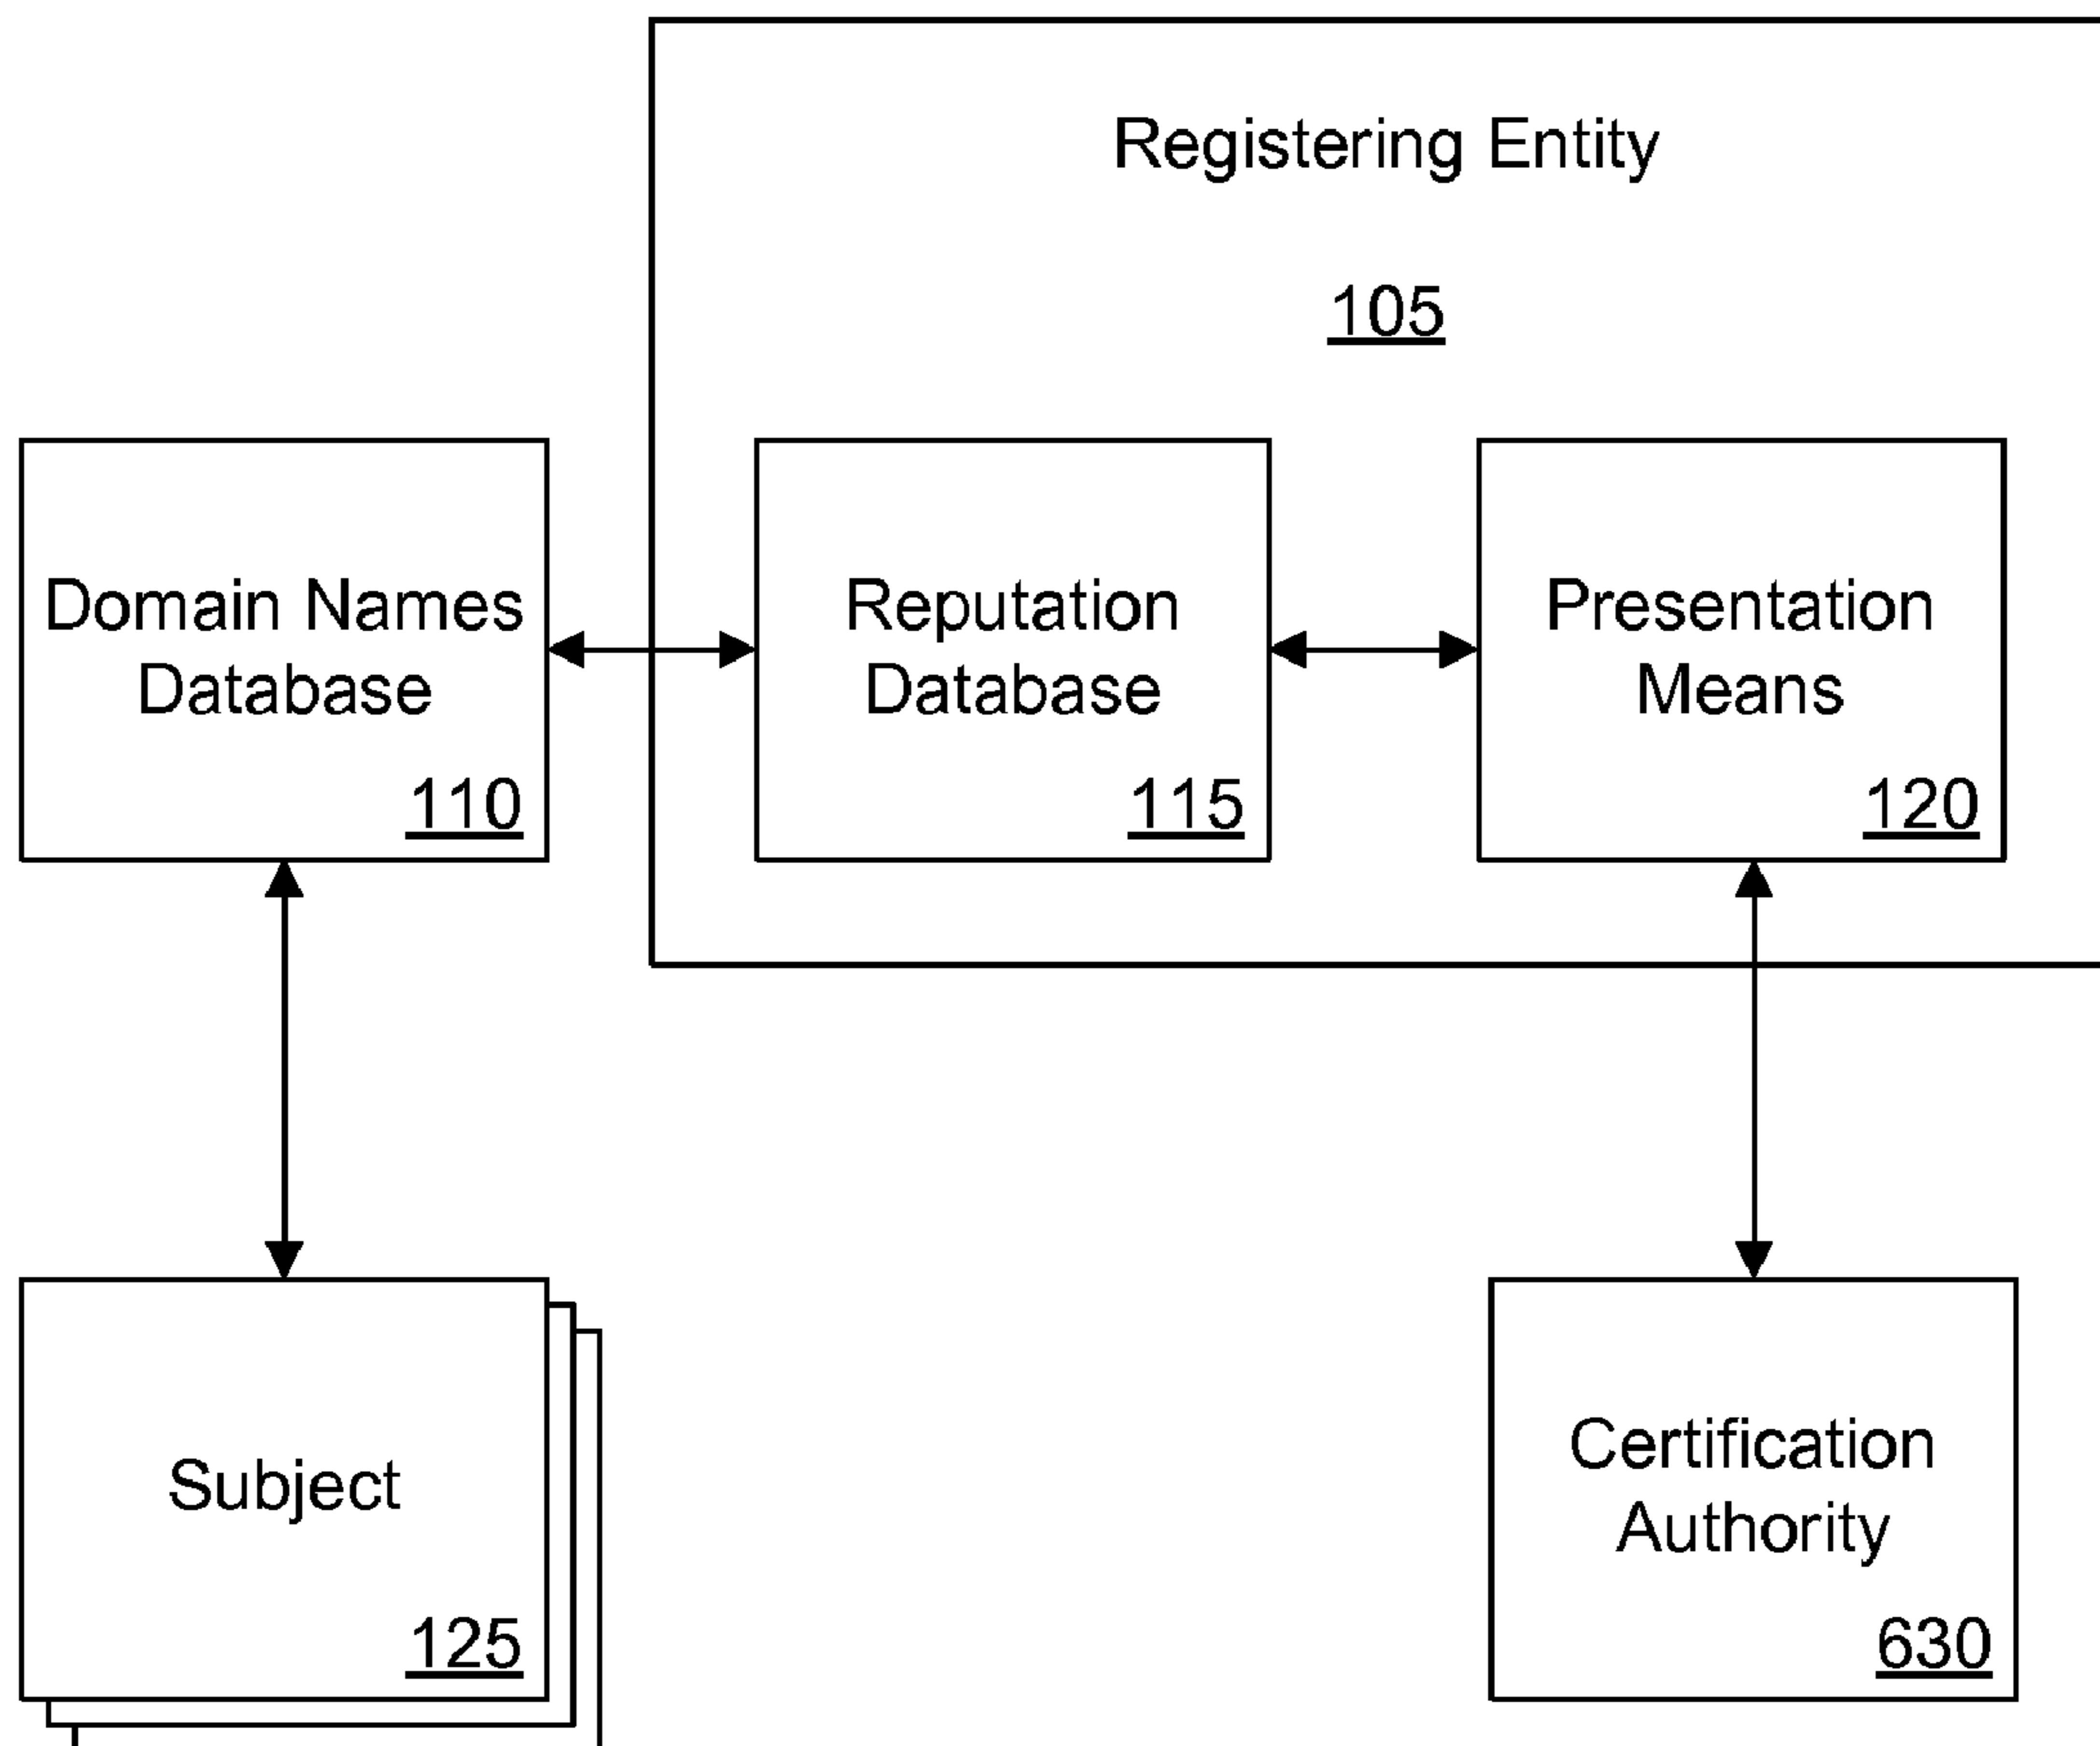 Registering Entity
105
Domain Names
Database
110
Reputation
Database
115
Presentation
Means
120
Subject
125
Certification
Authority
630